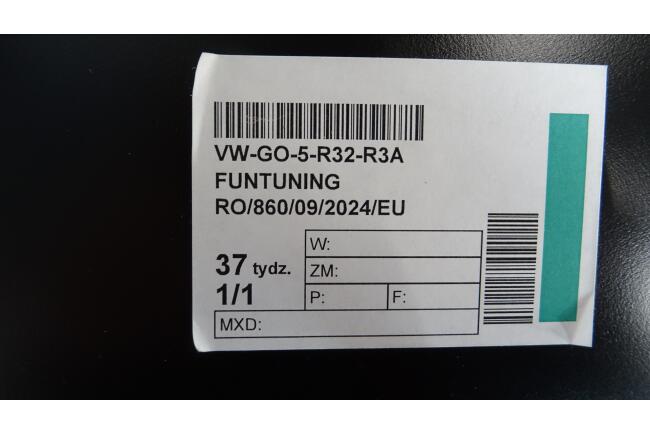 VW-GO-5-R32-R3A
FUNTUNING
RO/860/09/2024/EU
37 tydz.
1/1
W:
ZM:
P: F:
MXD: